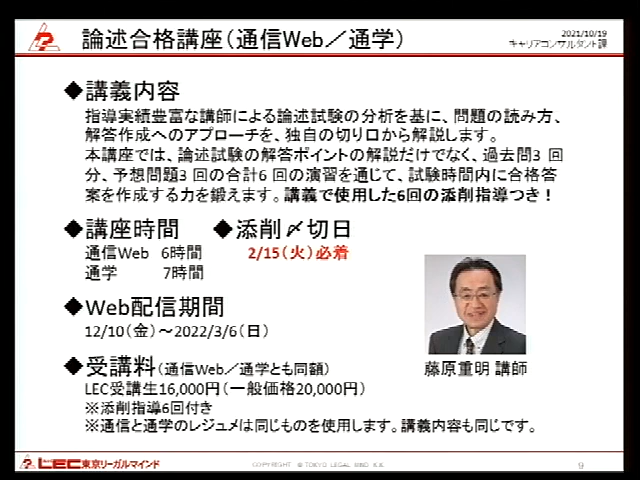 論述合格講座（通信Web／通学）
2021/10/19
キャリアコンサルタント課
◆講義内容
指導実績豊富な講師による論述試験の分析を基に、問題の読み方、
解答作成へのアプローチを、独自の切り口から解説します。
本講座では、論述試験の解答ポイントの解説だけでなく、過去問3 回
分、予想問題3 回の合計6 回の演習を通じて、試験時間内に合格答
案を作成する力を鍛えます。講義で使用した6回の添削指導つき！
◆講座時間 ◆添削〆切日
通信Web 6時間 2/15（火）必着
通学 7時間
◆Web配信期間
12/10（金）～2022/3/6（日）
藤原重明 講師
◆受講料（通信Web／通学とも同額）
LEC受講生16,000円（一般価格20,000円）
※添削指導6回付き
※通信と通学のレジュメは同じものを使用します。講義内容も同じです。
LEC東京リーガルマインド
COPYRIGHT © TOKYO LEGAL MIND K.K.
9